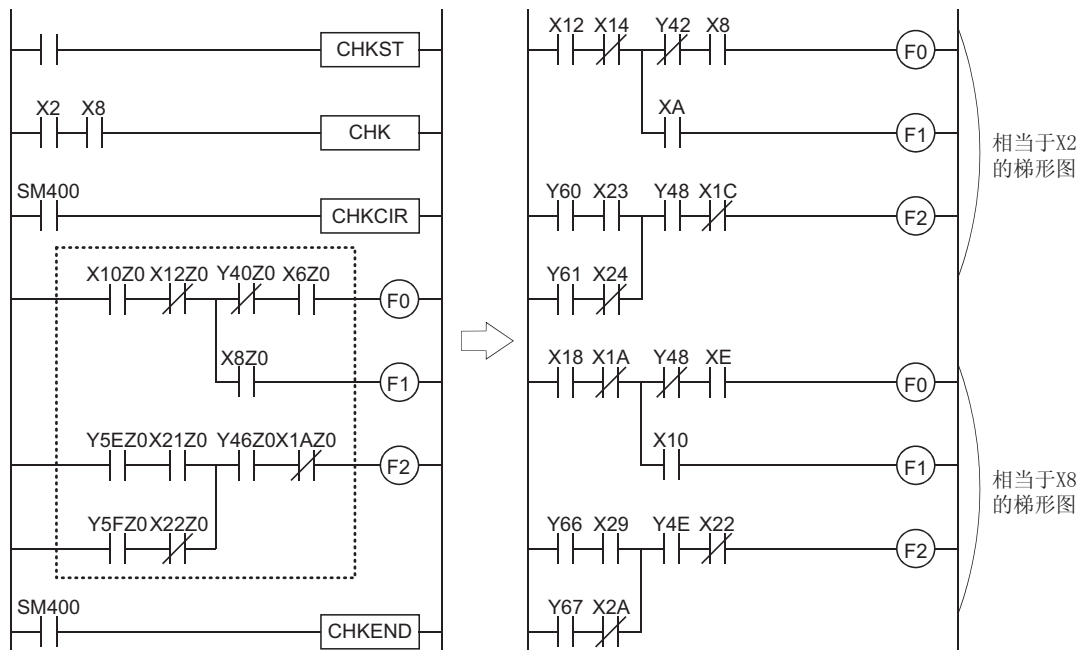 CHKST
X2 X8
CHK
SM400
CHKCIR
X10Z0 X12Z0 Y40Z0 X6Z0
F0
X8Z0
F1
Y5EZ0 X21Z0 Y46Z0 X1AZ0
F2
Y5FZ0 X22Z0
SM400
CHKEND
X12 X14 Y42 X8
F0
XA
F1
Y60 X23 Y48 X1C
F2
Y61 X24
相当于X2
的梯形图
X18 X1A Y48 XE
F0
X10
F1
Y66 X29 Y4E X22
F2
Y67 X2A
相当于X8
的梯形图